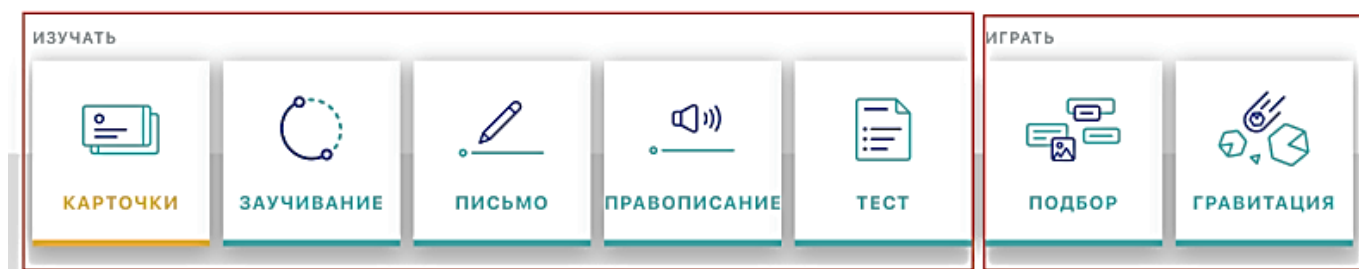 ИЗУЧАТЬ
ИГРАТЬ
КАРТОЧКИ
ЗАУЧИВАНИЕ
ПИСЬМО
ПРАВОПИСАНИЕ
ТЕСТ
ПОДБОР
ГРАВИТАЦИЯ